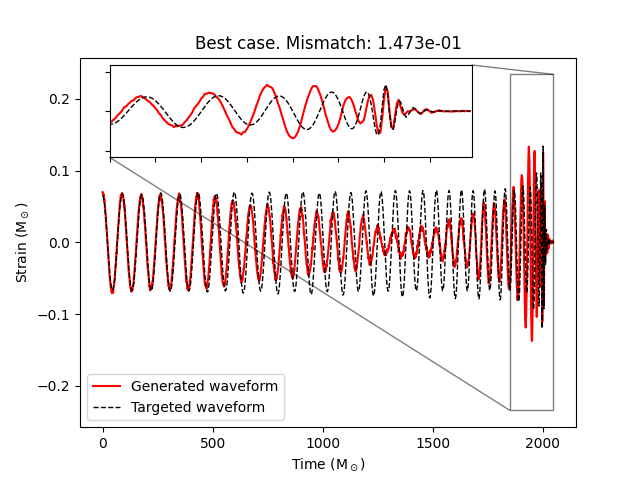 Best case. Mismatch: 1.473e-01
Strain (M⊙)
0.2
0.1
0.0
−0.1
−0.2
Generated waveform
Targeted waveform
0 500 1000 1500 2000
Time (M⊙)